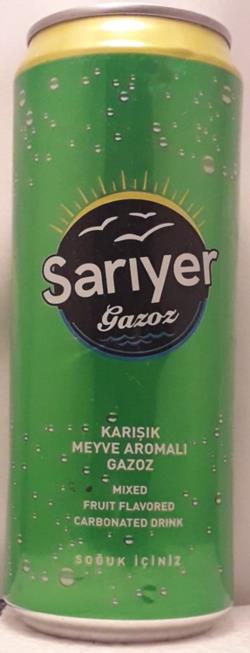 Sarıyer
Gazoz
KARIŞIK
MEYVE AROMALI
GAZOZ
MIXED
FRUIT FLAVORED
CARBONATED DRINK
SOĞUK İÇİNİZ